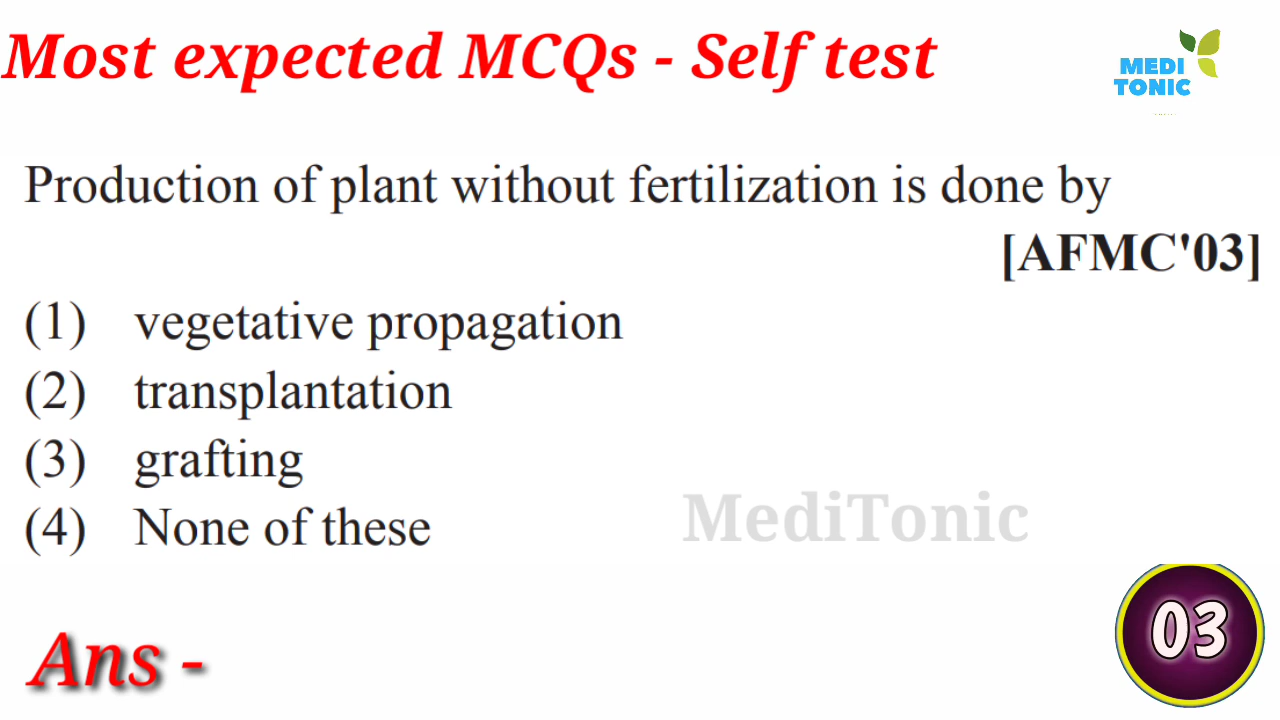 Most expected MCQs - Self test
MEDI
TONIC
Production of plant without fertilization is done by
[AFMC'03]
(1) vegetative propagation
(2) transplantation
(3) grafting
(4) None of these
MediTonic
03
Ans -